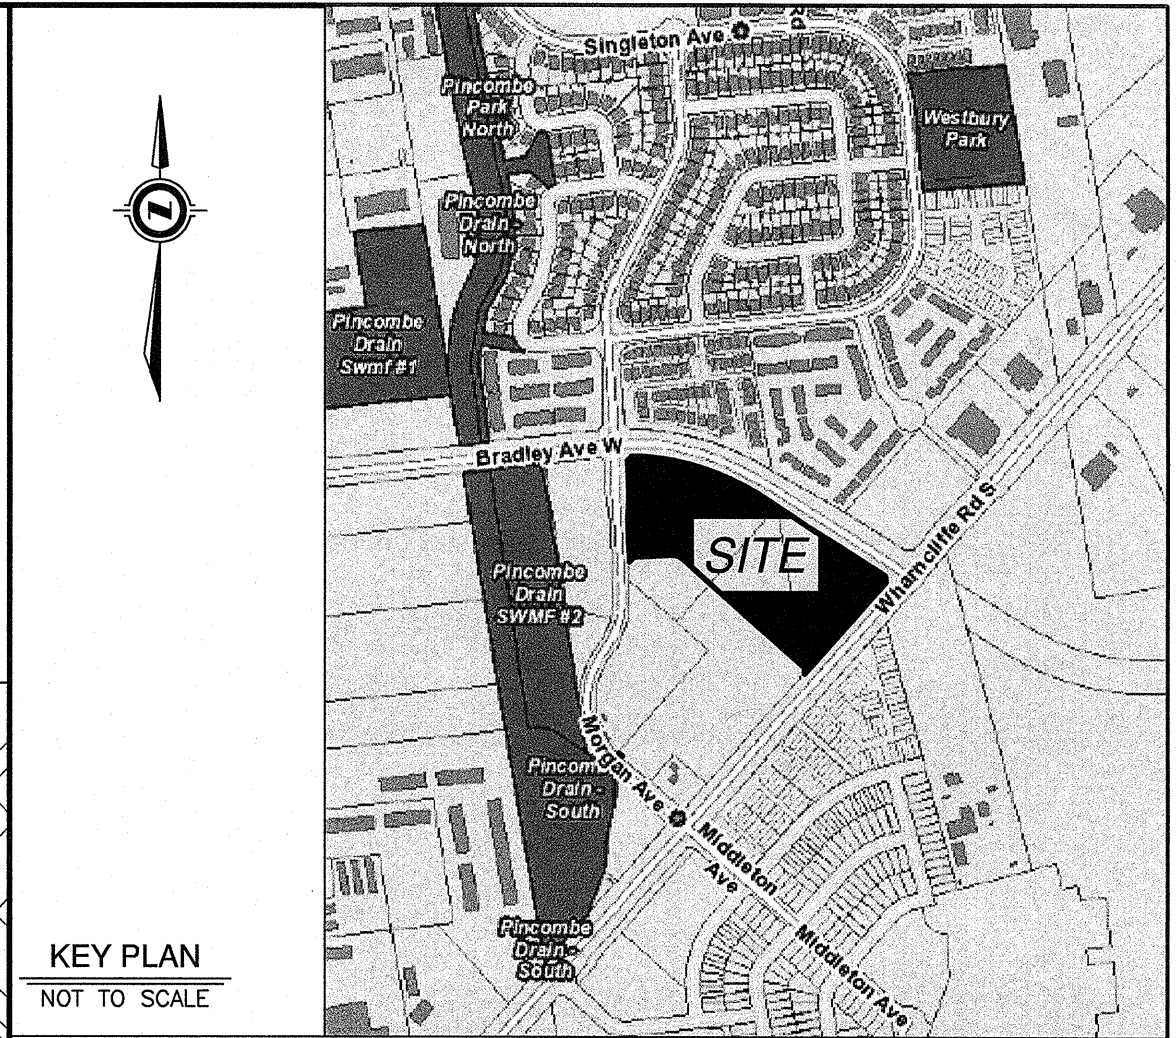 Singleton Ave
Rd
Pincombe
Park
North
Westbury
Park
Pincombe
Drain -
North
Pincombe
Drain
Swmf #1
Bradley Ave W
SITE
Wharncliffe Rd S
Pincombe
Drain
SWMF #2
Morgan Ave
Pincomb
Drain -
South
Middleton
Ave
Middleton Ave
Pincombe
Drain -
South
N
KEY PLAN
NOT TO SCALE